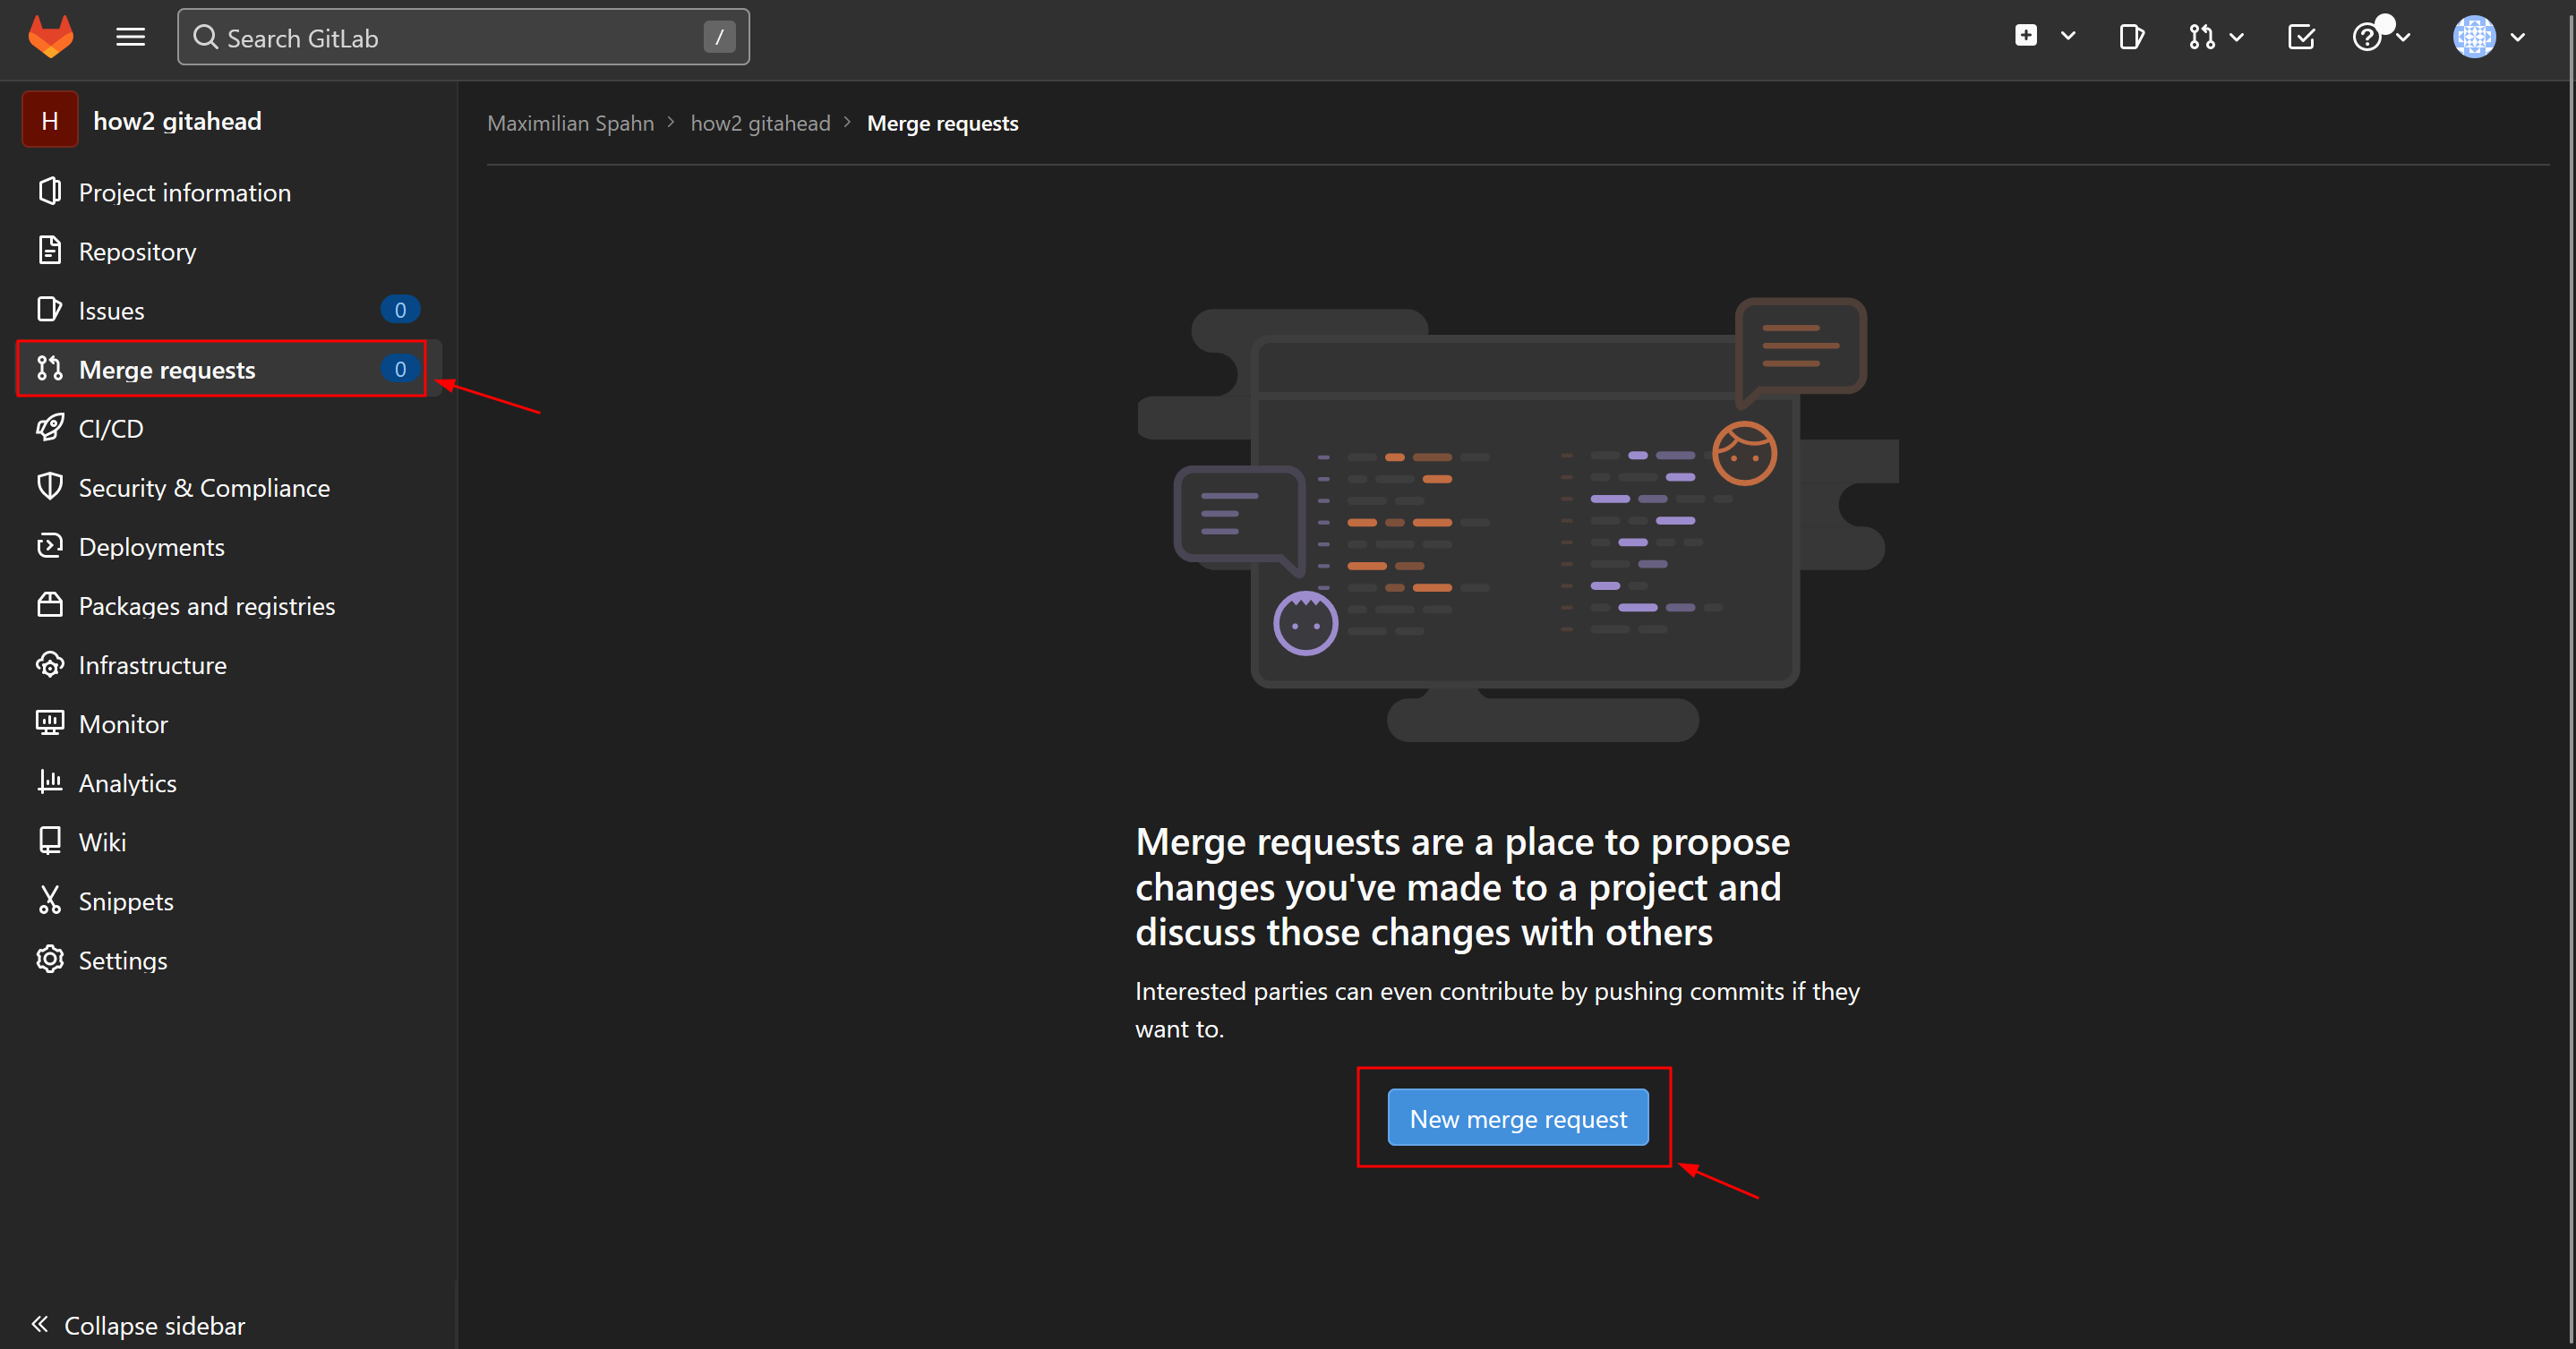 Search GitLab /
H how2 gitahead
Maximilian Spahn how2 gitahead Merge requests
Project information
Repository
Issues 0
Merge requests 0
CI/CD
Security & Compliance
Deployments
Packages and registries
Infrastructure
Monitor
Analytics
Wiki
Snippets
Settings
Merge requests are a place to propose
changes you've made to a project and
discuss those changes with others
Interested parties can even contribute by pushing commits if they
want to.
New merge request
Collapse sidebar